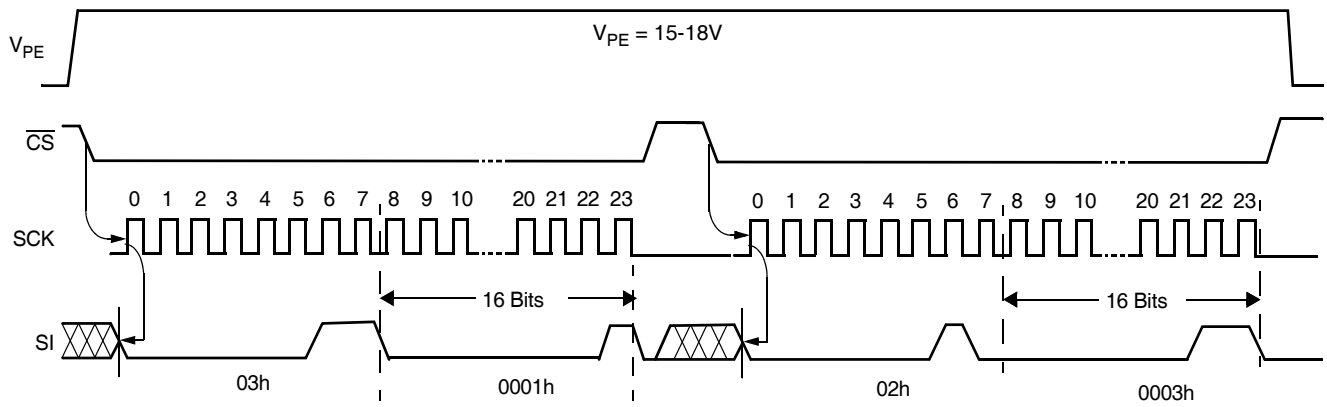 V_PE
V_PE = 15-18V
CS
0 1 2 3 4 5 6 7 8 9 10 20 21 22 23 0 1 2 3 4 5 6 7 8 9 10 20 21 22 23
SCK
16 Bits 16 Bits
SI
03h 0001h 02h 0003h